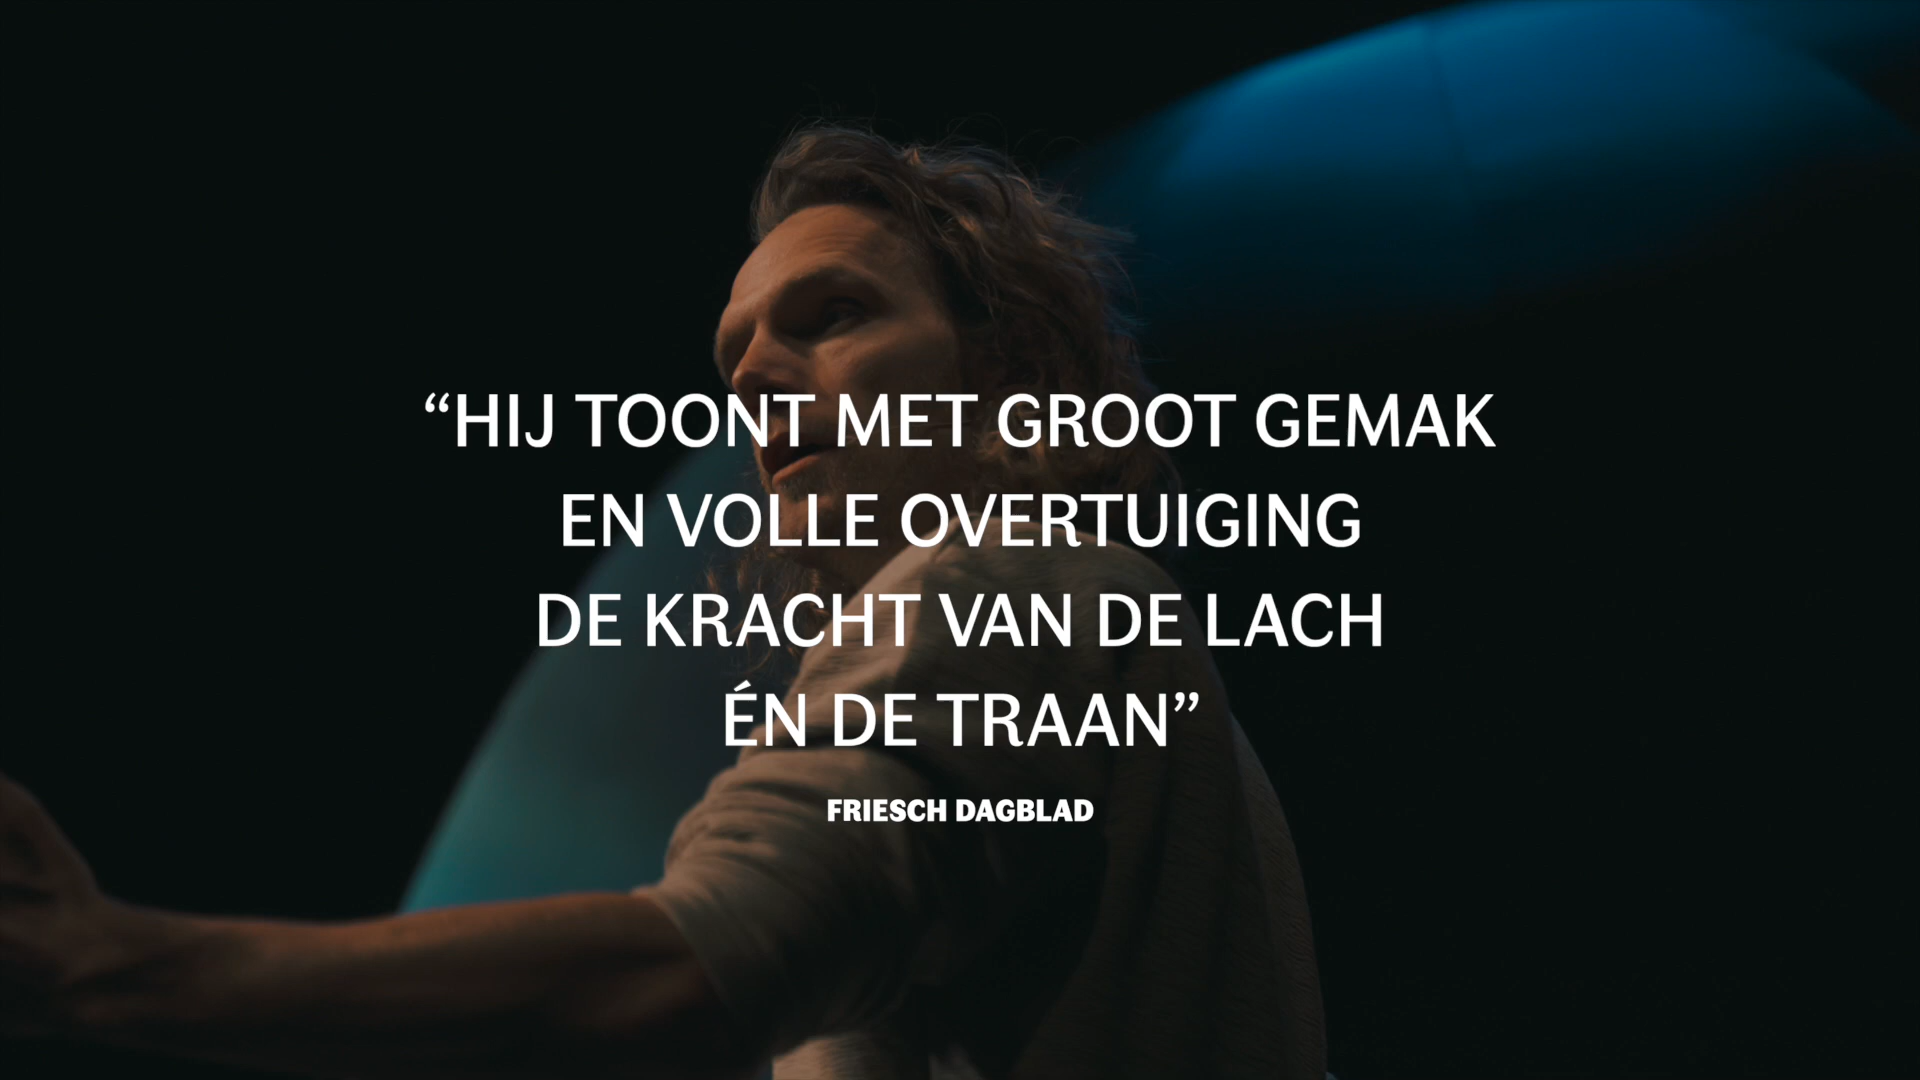 “HIJ TOONT MET GROOT GEMAK
EN VOLLE OVERTUIGING
DE KRACHT VAN DE LACH
ÉN DE TRAAN”
FRIESCH DAGBLAD